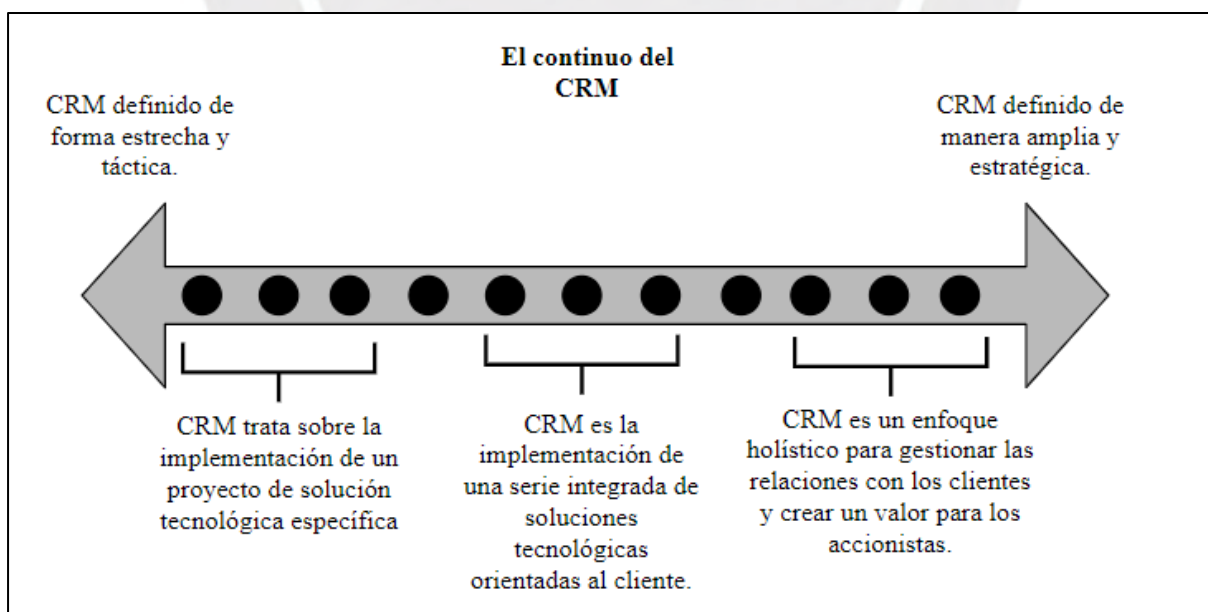 El continuo del
CRM
CRM definido de
forma estrecha y
táctica.
CRM definido de
manera amplia y
estratégica.
CRM trata sobre la
implementación de un
proyecto de solución
tecnológica específica
CRM es la
implementación de
una serie integrada de
soluciones
tecnológicas
orientadas al cliente.
CRM es un enfoque
holístico para gestionar las
relaciones con los clientes
y crear un valor para los
accionistas.